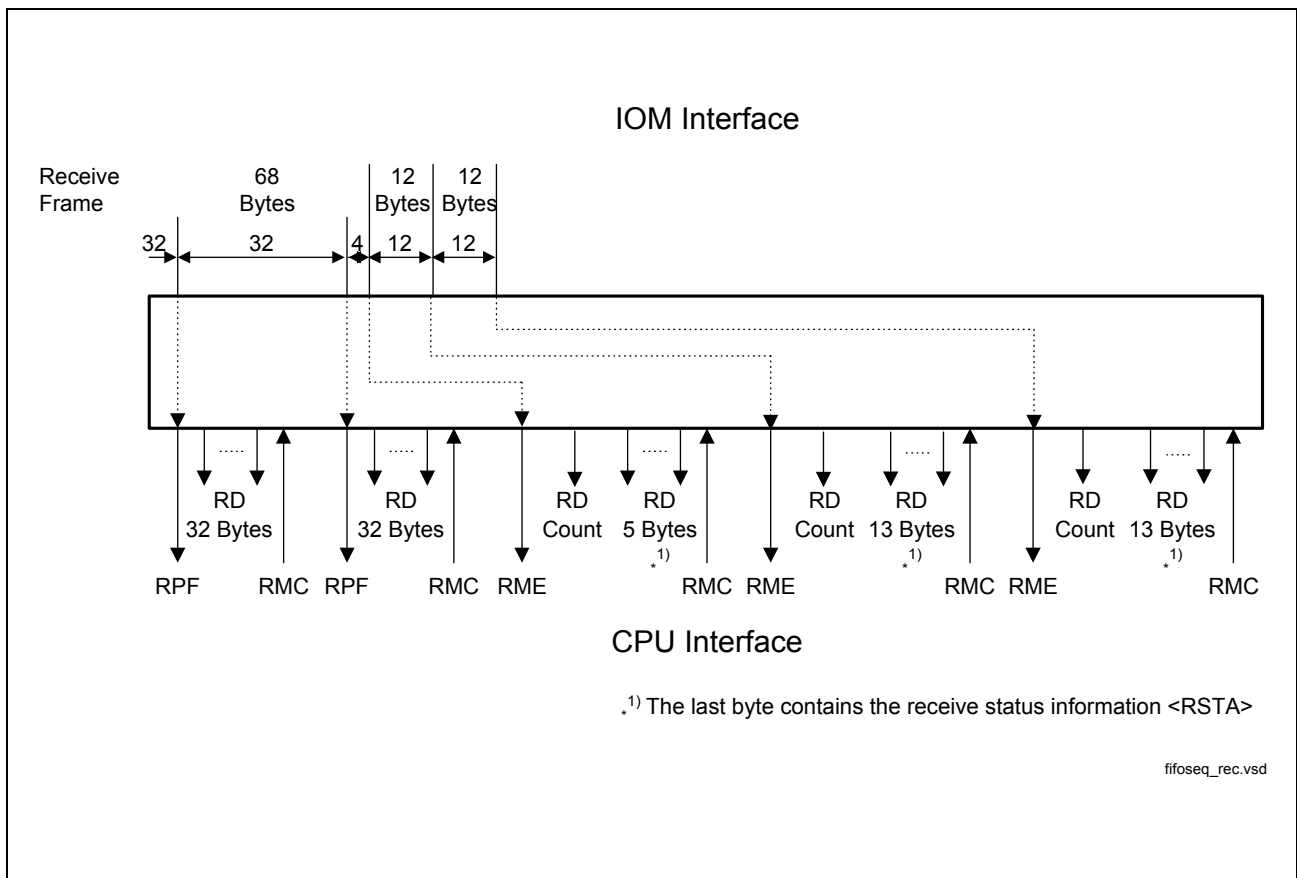 IOM Interface
Receive 68 12 12
Frame Bytes Bytes Bytes
32 32 4 12 12
..... ..... ..... ..... .....
RD RD RD RD RD RD RD RD
32 Bytes 32 Bytes Count 5 Bytes Count 13 Bytes Count 13 Bytes
*1) *1) *1)
RPF RMC RPF RMC RME RMC RME RMC RME RMC
CPU Interface
*1) The last byte contains the receive status information <RSTA>
fifoseq_rec.vsd